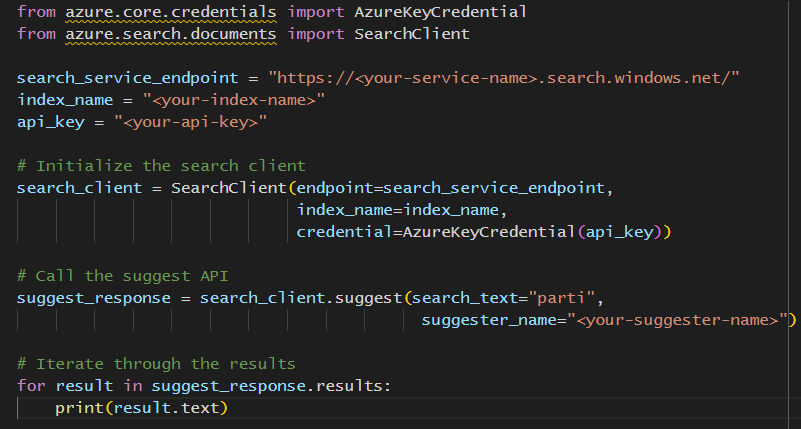 from azure.core.credentials import AzureKeyCredential
from azure.search.documents import SearchClient
search_service_endpoint = "https://<your-service-name>.search.windows.net/"
index_name = "<your-index-name>"
api_key = "<your-api-key>"
# Initialize the search client
search_client = SearchClient(endpoint=search_service_endpoint,
index_name=index_name,
credential=AzureKeyCredential(api_key))
# Call the suggest API
suggest_response = search_client.suggest(search_text="parti",
suggester_name="<your-suggester-name>")
# Iterate through the results
for result in suggest_response.results:
print(result.text)